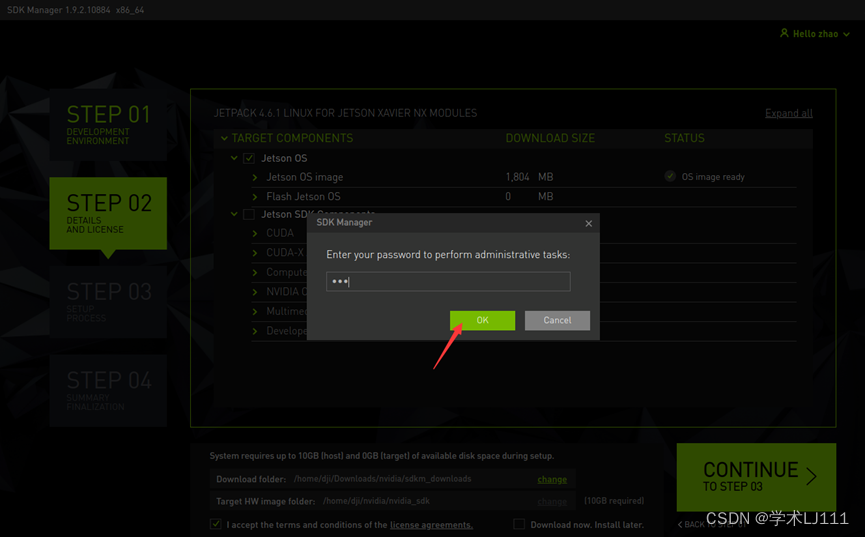 SDK Manager 1.9.2.10884 x86_64
Hello zhao
STEP 01
DEVELOPMENT
ENVIRONMENT
STEP 02
DETAILS
AND LICENSE
STEP 03
SETUP
PROCESS
STEP 04
SUMMARY
FINALIZATION
JETPACK 4.6.1 LINUX FOR JETSON XAVIER NX MODULES Expand all
TARGET COMPONENTS DOWNLOAD SIZE STATUS
Jetson OS
Jetson OS image 1,804 MB OS image ready
Flash Jetson OS 0 MB
Jetson SDK Components
CUDA
CUDA-X
Compute
NVIDIA C
Multime
Develope
SDK Manager
Enter your password to perform administrative tasks:
OK Cancel
System requires up to 10GB (host) and 0GB (target) of available disk space during setup.
Download folder: /home/dji/Downloads/nvidia/sdkm_downloads change
Target HW image folder: /home/dji/nvidia/nvidia_sdk change (10GB required)
I accept the terms and conditions of the license agreements. Download now. Install later.
CONTINUE
TO STEP 03
BACK TO STEP 01
CSDN @学术LJ111